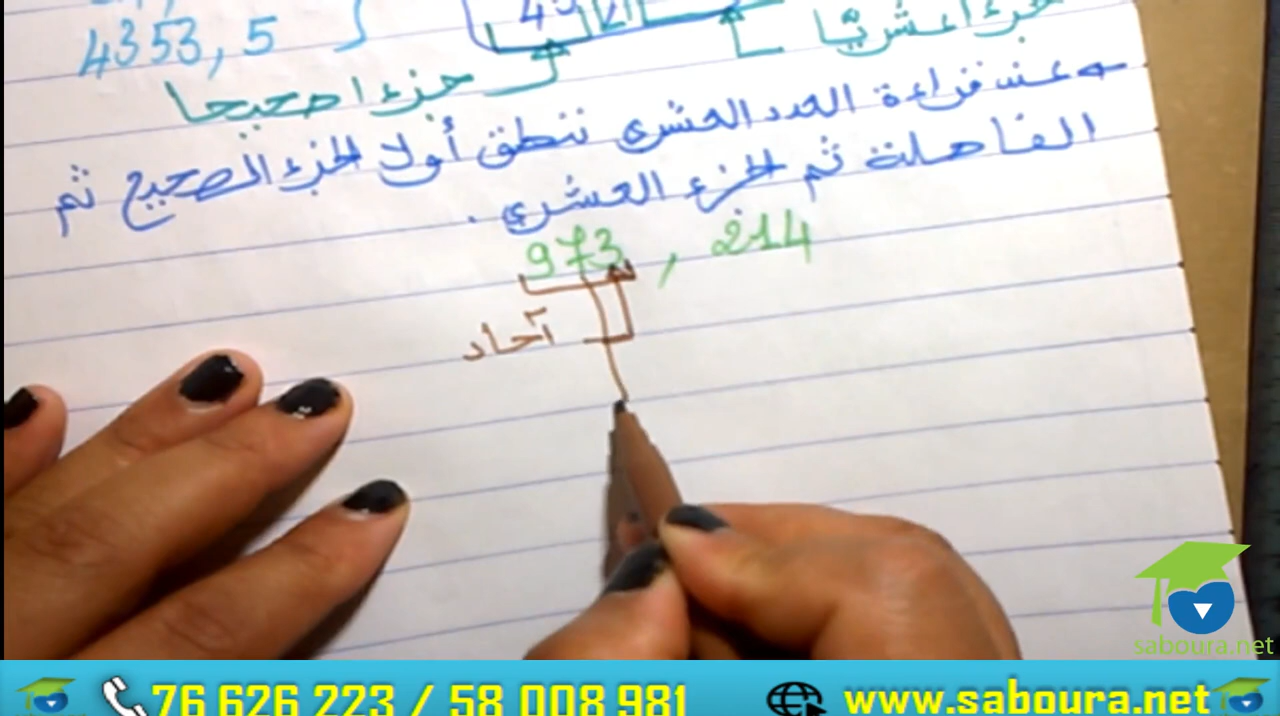 4353,5
جزءا عشريا
جزءا صحيحا
عند قراءة العدد العشري ننطق أولا الجزء الصحيح ثم
الفاصلة ثم الجزء العشري .
973 , 214
آحاد
saboura.net
76 626 223 / 58 008 981
www.saboura.net